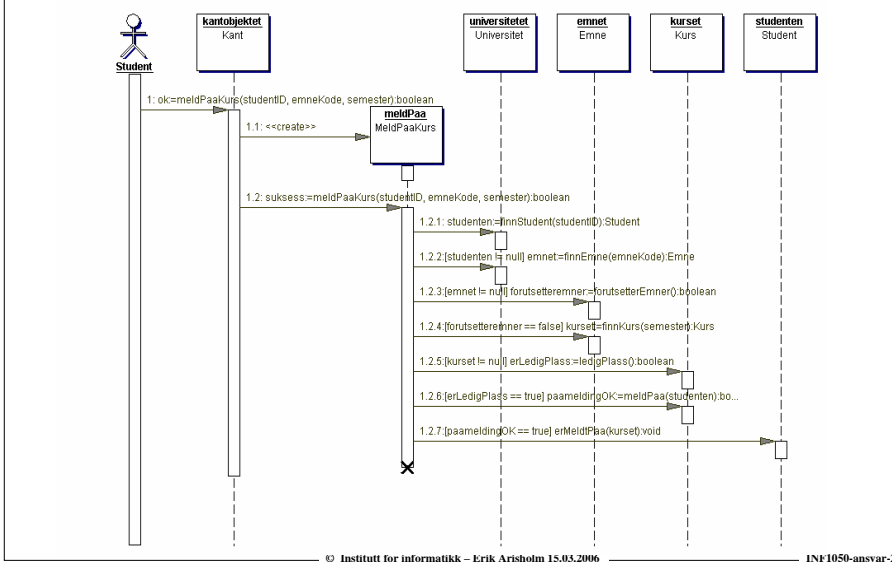 kantobjektet
Kant
universitetet
Universitet
emnet
Emne
kurset
Kurs
studenten
Student
Student
1: ok:=meldPaaKurs(studentID, emneKode, semester):boolean
meldPaa
MeldPaaKurs
1.1: <<create>>
1.2: suksess:=meldPaaKurs(studentID, emneKode, semester):boolean
1.2.1: studenten:=finnStudent(studentID):Student
1.2.2:[studenten != null] emnet:=finnEmne(emneKode):Emne
1.2.3:[emnet != null] forutsetteremner:=forutsetterEmner():boolean
1.2.4:[forutsetteremner == false] kurset:=finnKurs(semester):Kurs
1.2.5:[kurset != null] erLedigPlass:=ledigPlass():boolean
1.2.6:[erLedigPlass == true] paameldingOK:=meldPaa(studenten):bo...
1.2.7:[paameldingOK == true] erMeldtPaa(kurset):void
© Institutt for informatikk – Erik Arisholm 15.03.2006
INF1050-ansvar-